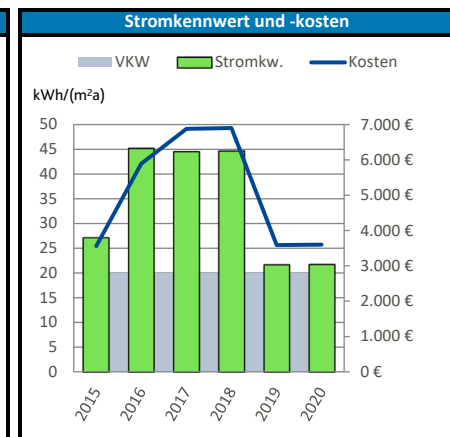 Stromkennwert und -kosten
VKW Stromkw. Kosten
kWh/(m²a)
50 7.000 €
45 6.000 €
40 5.000 €
35 4.000 €
30 3.000 €
25 2.000 €
20 1.000 €
15 0 €
10
5
0
2015 2016 2017 2018 2019 2020